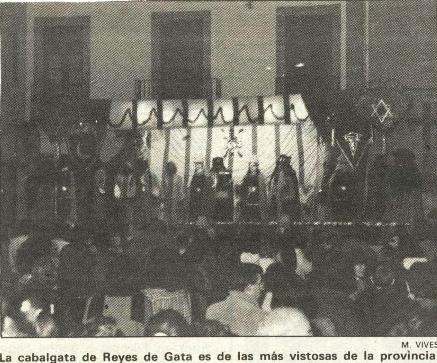 M. VIVES
La cabalgata de Reyes de Gata es de las más vistosas de la provincia